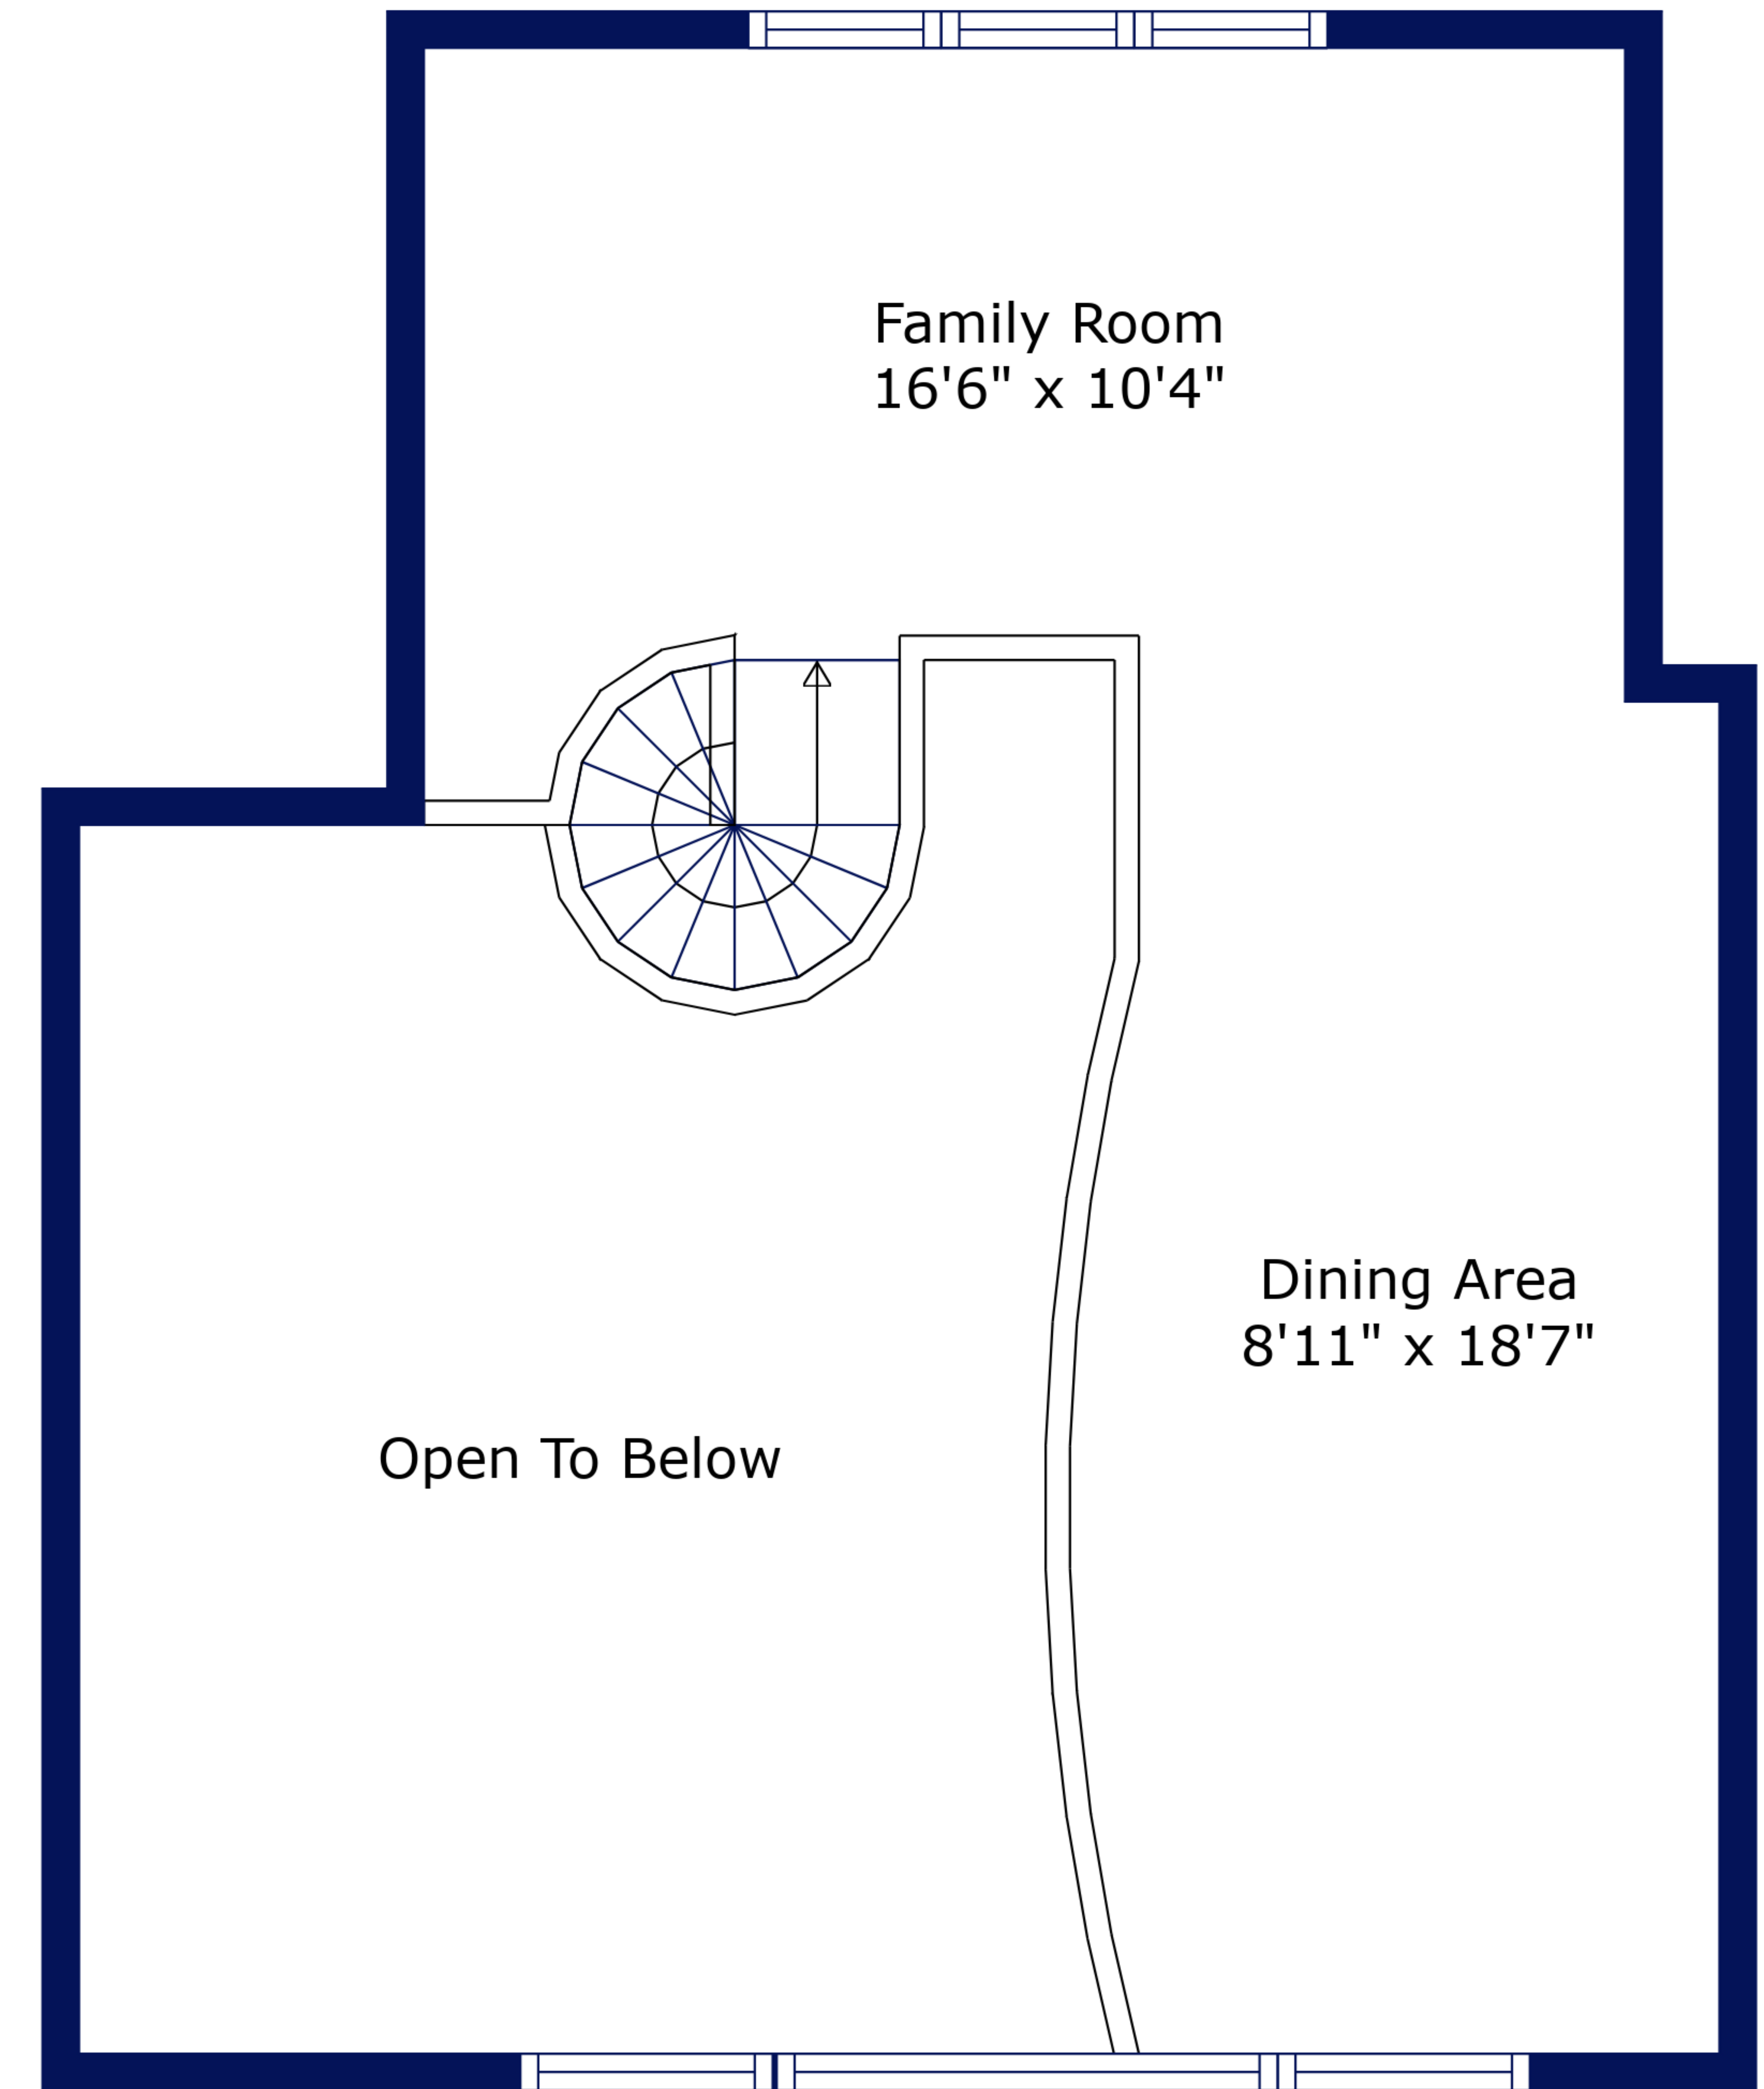 Family Room
16'6" x 10'4"
Dining Area
8'11" x 18'7"
Open To Below